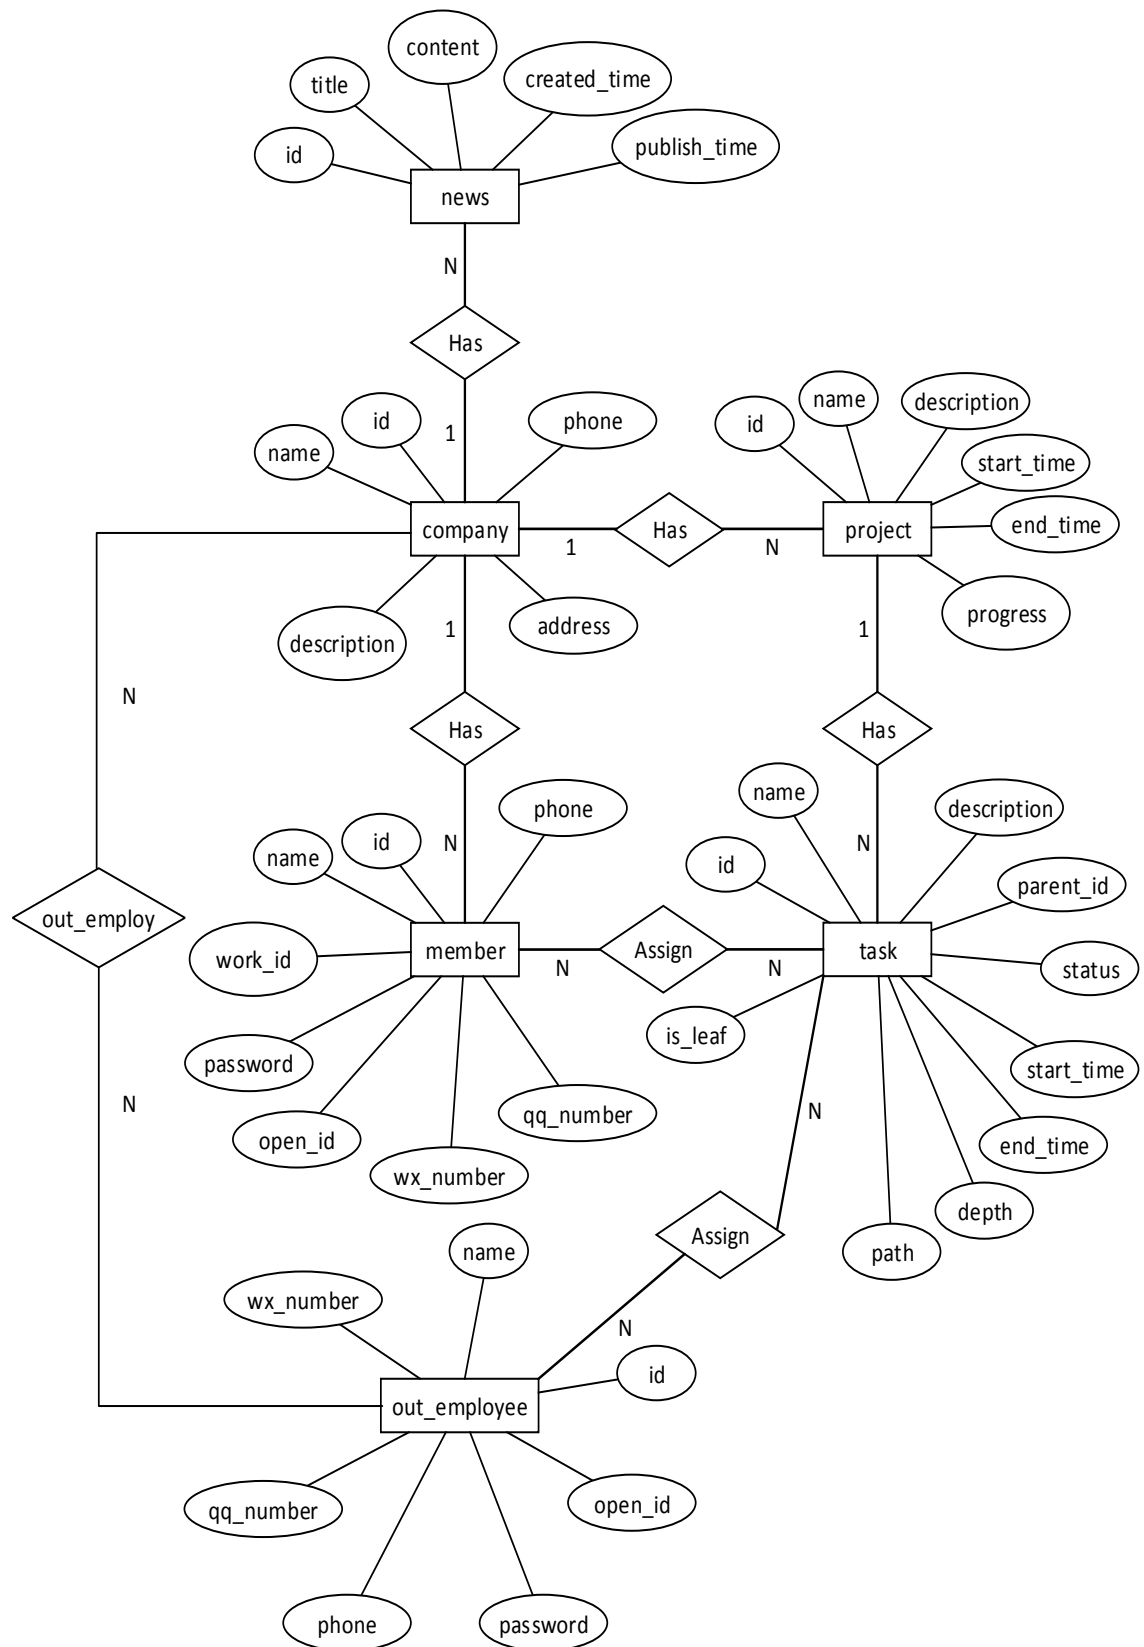 content
title
created_time
id
publish_time
news
N
Has
id
phone
name
1
id
name
description
start_time
end_time
company
1
Has
N
project
description
1
address
1
progress
N
Has
Has
name
description
id
phone
name
N
N
id
parent_id
out_employ
work_id
member
N
Assign
N
task
status
is_leaf
password
start_time
N
open_id
qq_number
N
end_time
wx_number
depth
path
name
Assign
wx_number
N
id
out_employee
qq_number
open_id
phone
password